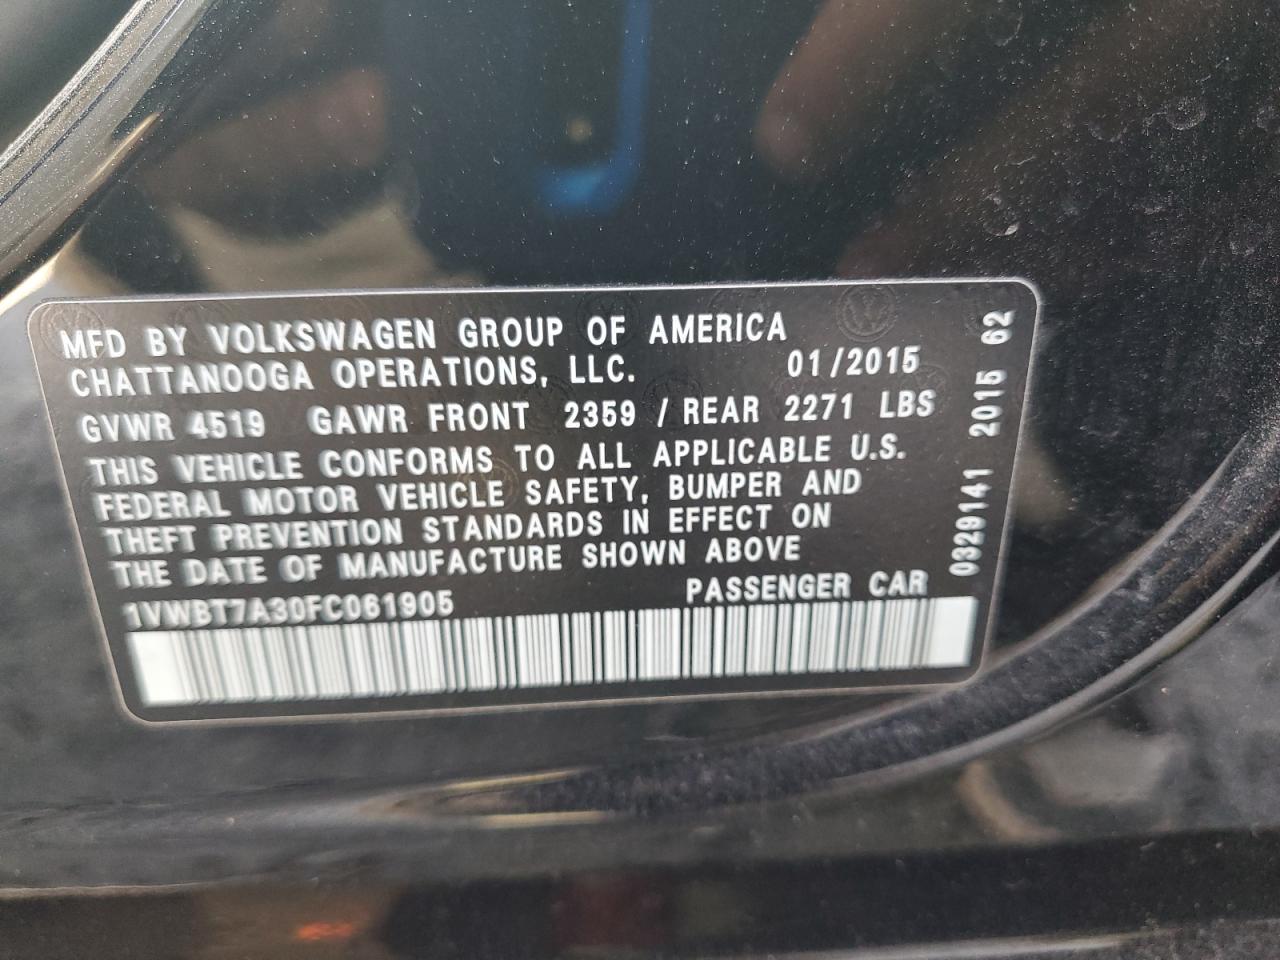 MFD BY VOLKSWAGEN GROUP OF AMERICA
CHATTANOOGA OPERATIONS, LLC. 01/2015
GVWR 4519 GAWR FRONT 2359 / REAR 2271 LBS
THIS VEHICLE CONFORMS TO ALL APPLICABLE U.S.
FEDERAL MOTOR VEHICLE SAFETY, BUMPER AND
THEFT PREVENTION STANDARDS IN EFFECT ON
THE DATE OF MANUFACTURE SHOWN ABOVE
1VWBT7A30FC061905 PASSENGER CAR
0329141 2015 62